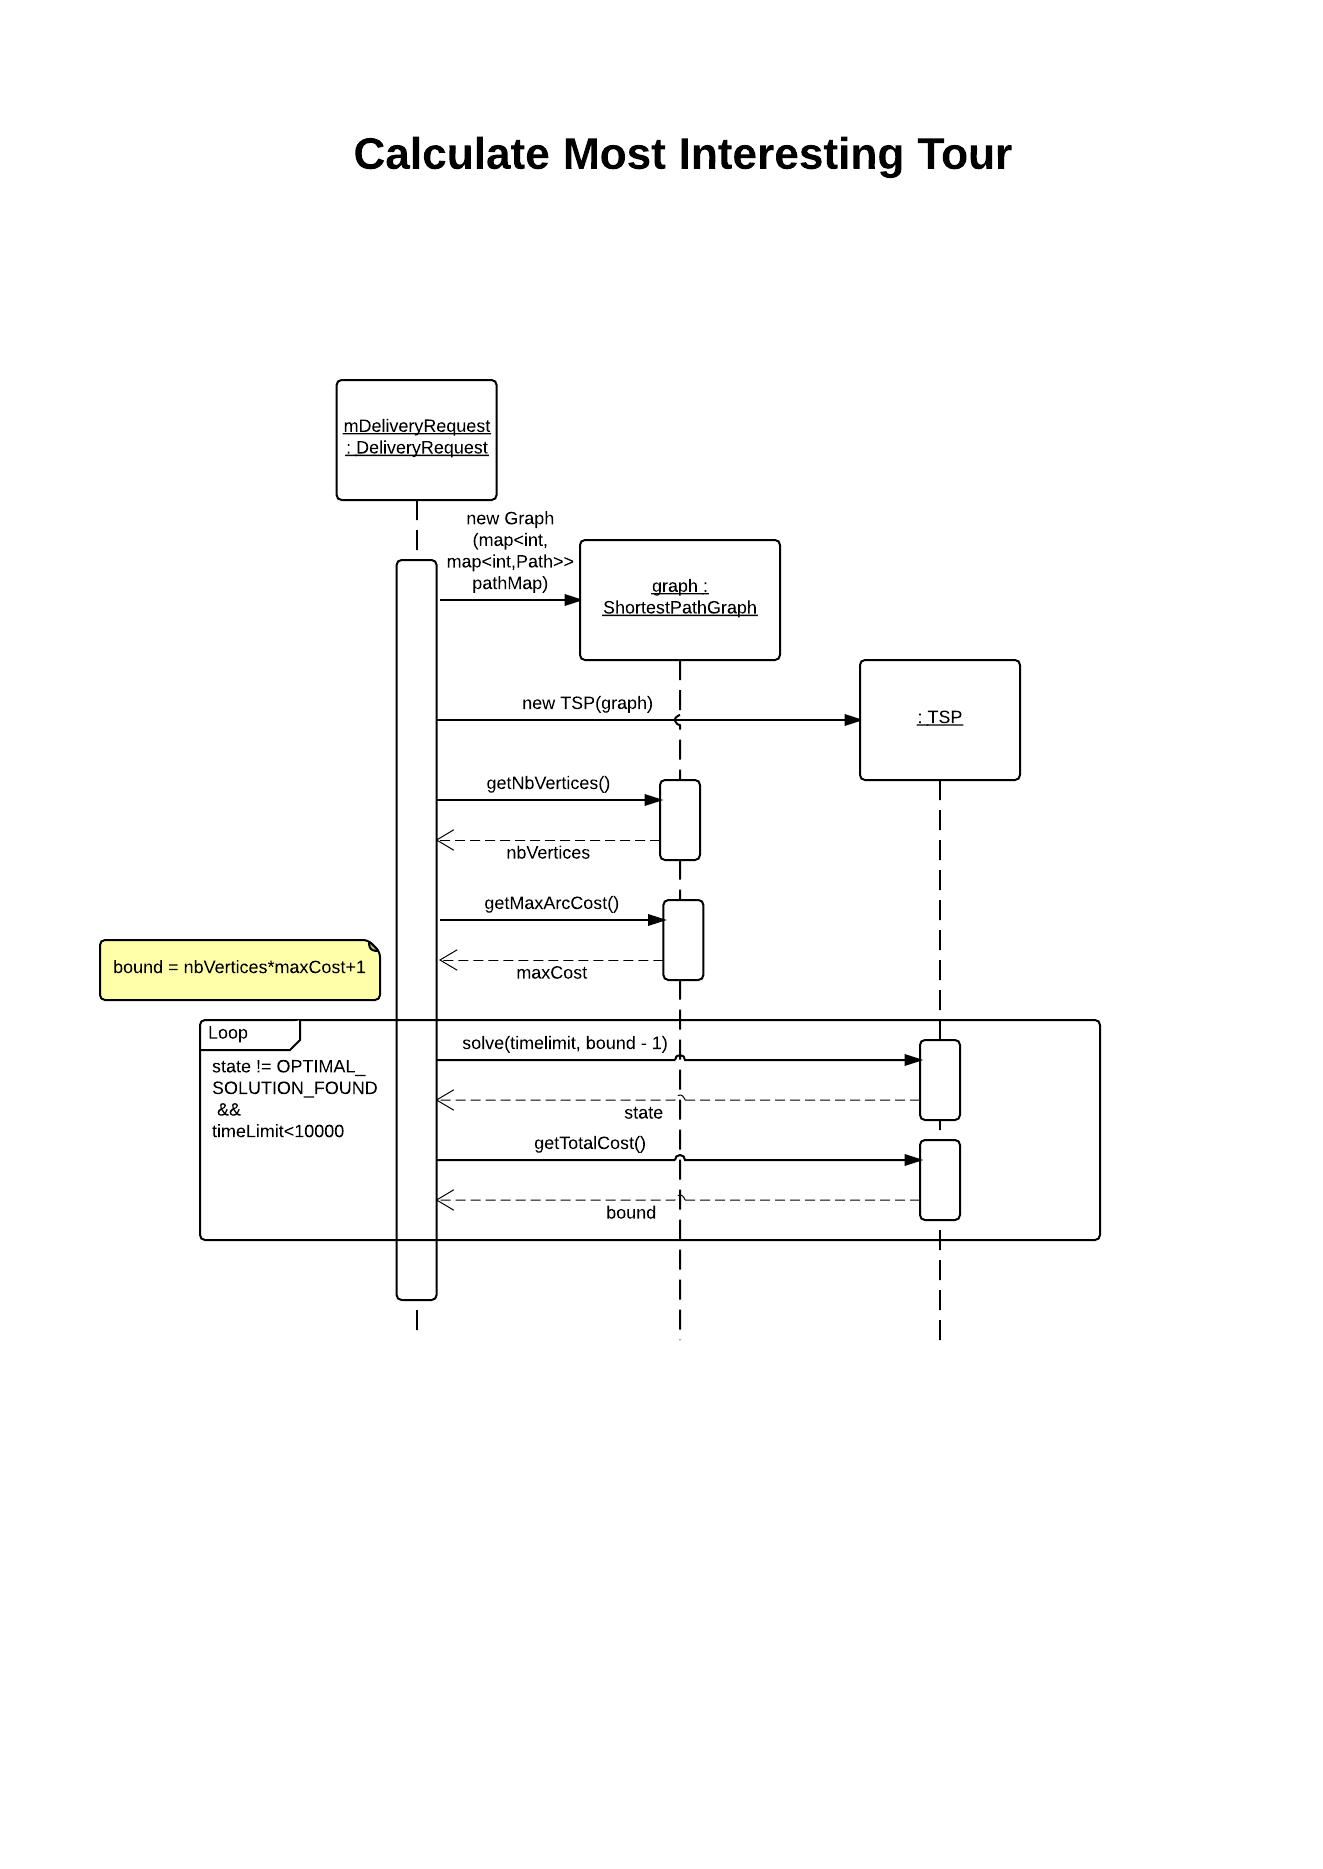 Calculate Most Interesting Tour
mDeliveryRequest
: DeliveryRequest
new Graph
(map<int,
map<int,Path>>
pathMap)
graph :
ShortestPathGraph
new TSP(graph)
: TSP
getNbVertices()
nbVertices
getMaxArcCost()
bound = nbVertices*maxCost+1
maxCost
Loop
state != OPTIMAL_
SOLUTION_FOUND
&&
timeLimit<10000
solve(timelimit, bound - 1)
state
getTotalCost()
bound